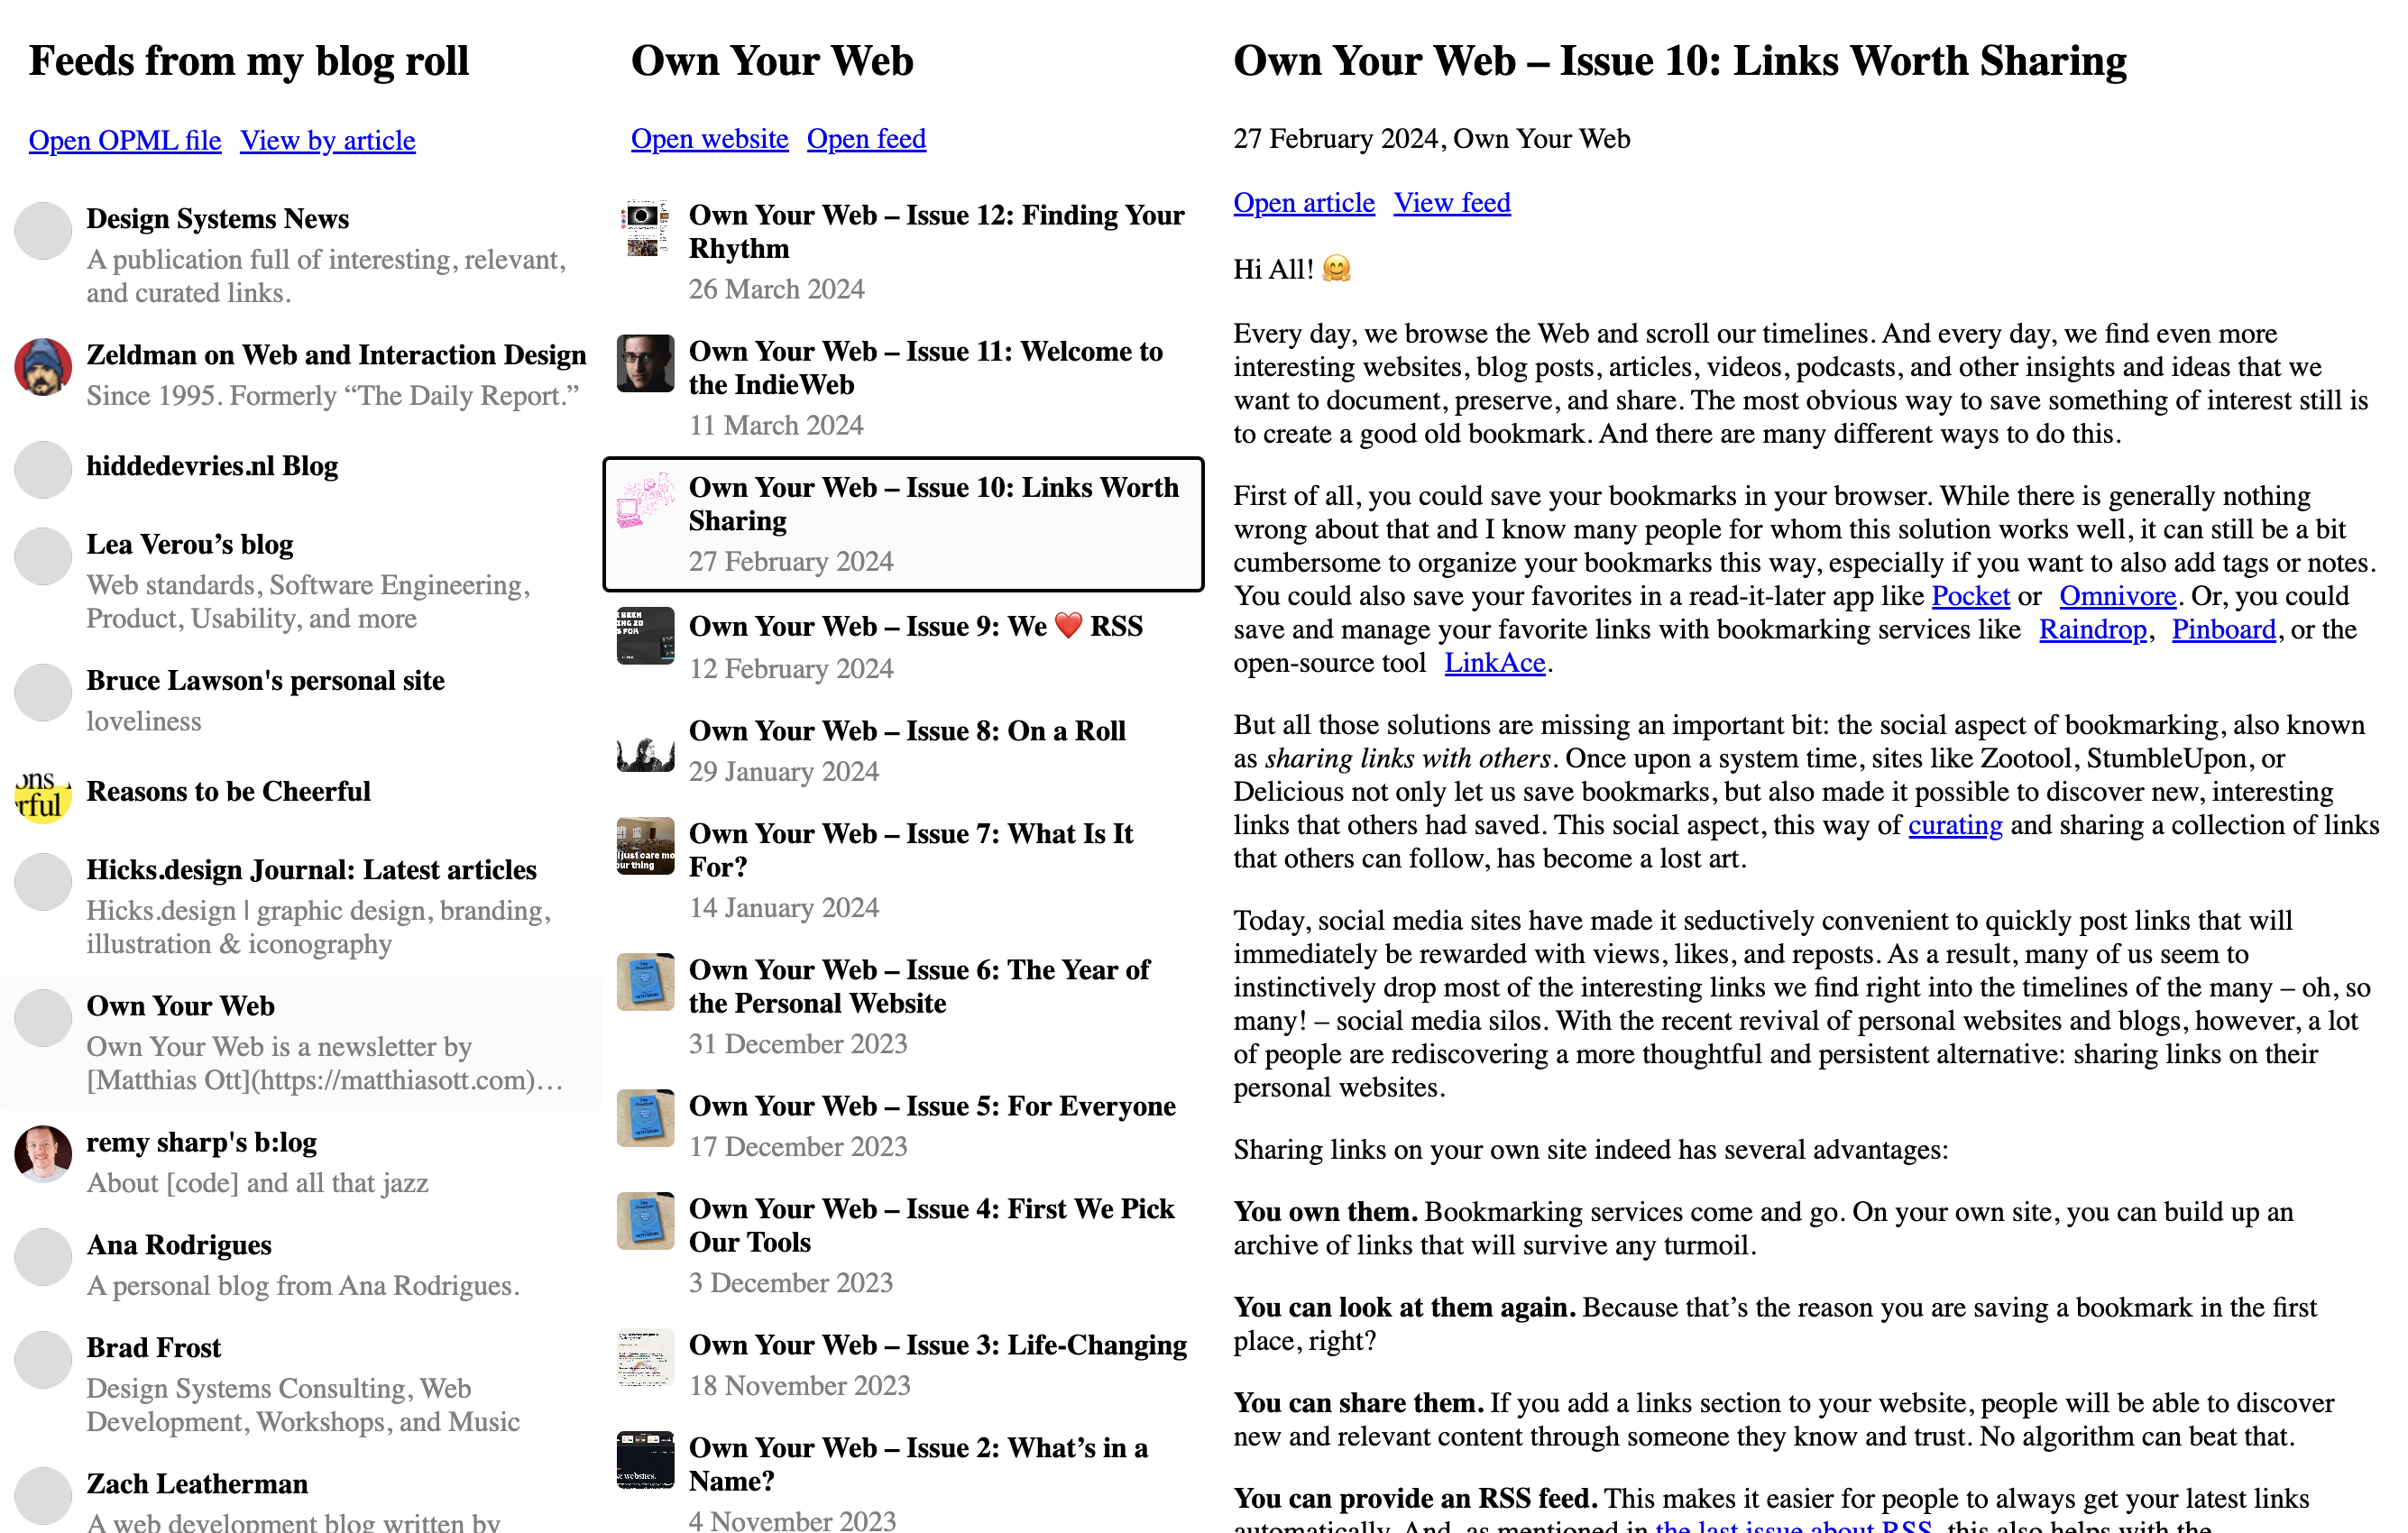 Feeds from my blog roll
Open OPML file View by article
Design Systems News
A publication full of interesting, relevant,
and curated links.
Zeldman on Web and Interaction Design
Since 1995. Formerly “The Daily Report.”
hiddedevries.nl Blog
Lea Verou’s blog
Web standards, Software Engineering,
Product, Usability, and more
Bruce Lawson's personal site
loveliness
ons
rful
Reasons to be Cheerful
Hicks.design Journal: Latest articles
Hicks.design | graphic design, branding,
illustration & iconography
Own Your Web
Own Your Web is a newsletter by
[Matthias Ott](https://matthiasott.com)…
remy sharp's b:log
About [code] and all that jazz
Ana Rodrigues
A personal blog from Ana Rodrigues.
Brad Frost
Design Systems Consulting, Web
Development, Workshops, and Music
Zach Leatherman
A web development blog written by
Own Your Web
Open website Open feed
Own Your Web – Issue 12: Finding Your
Rhythm
26 March 2024
Own Your Web – Issue 11: Welcome to
the IndieWeb
11 March 2024
Own Your Web – Issue 10: Links Worth
Sharing
27 February 2024
Own Your Web – Issue 9: We ❤️ RSS
12 February 2024
Own Your Web – Issue 8: On a Roll
29 January 2024
i just care mo
our thing
Own Your Web – Issue 7: What Is It
For?
14 January 2024
Own Your Web – Issue 6: The Year of
the Personal Website
31 December 2023
Own Your Web – Issue 5: For Everyone
17 December 2023
Own Your Web – Issue 4: First We Pick
Our Tools
3 December 2023
Own Your Web – Issue 3: Life-Changing
18 November 2023
Own Your Web – Issue 2: What’s in a
Name?
4 November 2023
Own Your Web – Issue 10: Links Worth Sharing
27 February 2024, Own Your Web
Open article View feed
Hi All! 🤗
Every day, we browse the Web and scroll our timelines. And every day, we find even more
interesting websites, blog posts, articles, videos, podcasts, and other insights and ideas that we
want to document, preserve, and share. The most obvious way to save something of interest still is
to create a good old bookmark. And there are many different ways to do this.
First of all, you could save your bookmarks in your browser. While there is generally nothing
wrong about that and I know many people for whom this solution works well, it can still be a bit
cumbersome to organize your bookmarks this way, especially if you want to also add tags or notes.
You could also save your favorites in a read-it-later app like Pocket or Omnivore. Or, you could
save and manage your favorite links with bookmarking services like Raindrop, Pinboard, or the
open-source tool LinkAce.
But all those solutions are missing an important bit: the social aspect of bookmarking, also known
as sharing links with others. Once upon a system time, sites like Zootool, StumbleUpon, or
Delicious not only let us save bookmarks, but also made it possible to discover new, interesting
links that others had saved. This social aspect, this way of curating and sharing a collection of links
that others can follow, has become a lost art.
Today, social media sites have made it seductively convenient to quickly post links that will
immediately be rewarded with views, likes, and reposts. As a result, many of us seem to
instinctively drop most of the interesting links we find right into the timelines of the many – oh, so
many! – social media silos. With the recent revival of personal websites and blogs, however, a lot
of people are rediscovering a more thoughtful and persistent alternative: sharing links on their
personal websites.
Sharing links on your own site indeed has several advantages:
You own them. Bookmarking services come and go. On your own site, you can build up an
archive of links that will survive any turmoil.
You can look at them again. Because that’s the reason you are saving a bookmark in the first
place, right?
You can share them. If you add a links section to your website, people will be able to discover
new and relevant content through someone they know and trust. No algorithm can beat that.
You can provide an RSS feed. This makes it easier for people to always get your latest links
automatically. And, as mentioned in the last issue about RSS, this also helps with the